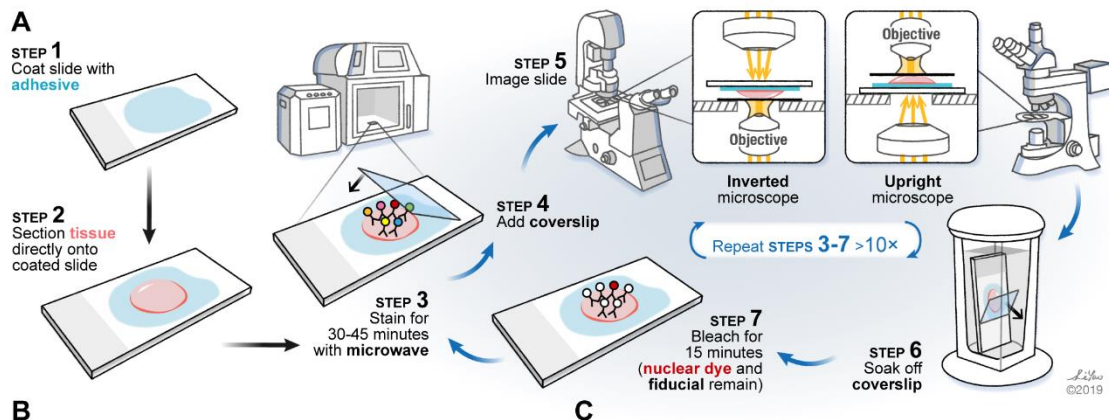 A
STEP 1
Coat slide with
adhesive
STEP 2
Section tissue
directly onto
coated slide
STEP 3
Stain for
30-45 minutes
with microwave
STEP 4
Add coverslip
STEP 5
Image slide
Objective
Inverted
microscope
Objective
Upright
microscope
Repeat STEPS 3-7 >10×
STEP 6
Soak off
coverslip
STEP 7
Bleach for
15 minutes
(nuclear dye and
fiducial remain)
©2019
B
C